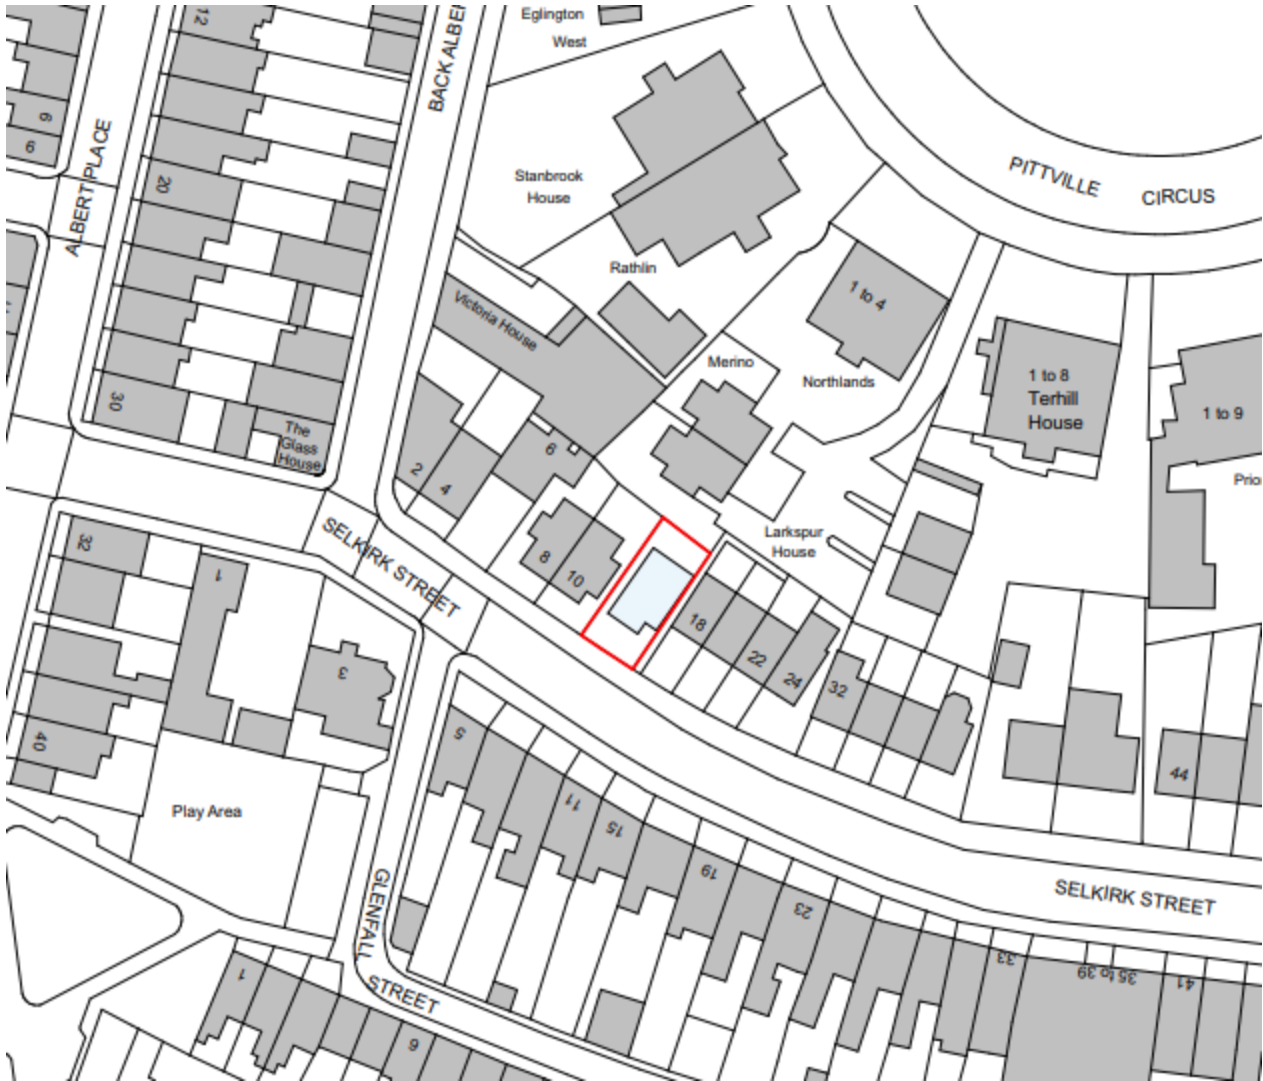 12
BACK ALBE
Eglington
West
PITTVILLE
CIRCUS
6
9
ALBERT PLACE
20
Stanbrook
House
Rathlin
1 to 4
Victoria House
Merino
Northlands
1 to 8
Terhill
House
1 to 9
30
The
Glass
House
2
4
6
Prior
SELKIRK STREET
8
10
Larkspur
House
32
1
18
22
24
32
3
40
5
44
Play Area
11
15
19
23
SELKIRK STREET
GLENFALL
STREET
33
35 to 39
41
1
9